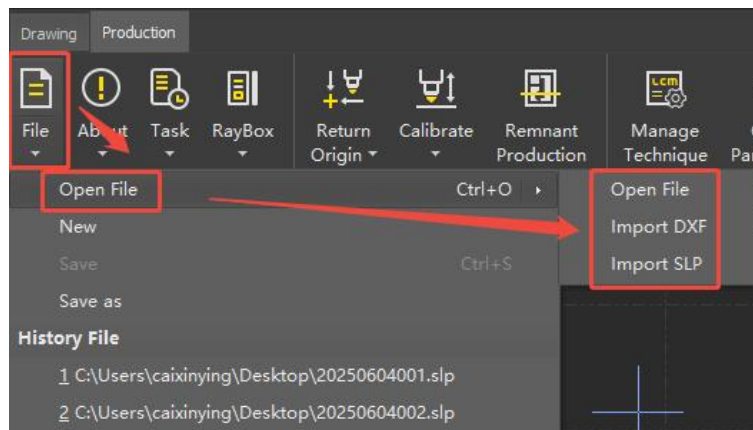 Drawing Production
File About Task RayBox Return Origin Calibrate Remnant Production Manage Technique
LCM
Open File Ctrl+O
New
Save Ctrl+S
Save as
History File
1 C:\Users\caixinying\Desktop\20250604001.slp
2 C:\Users\caixinying\Desktop\20250604002.slp
Open File
Import DXF
Import SLP